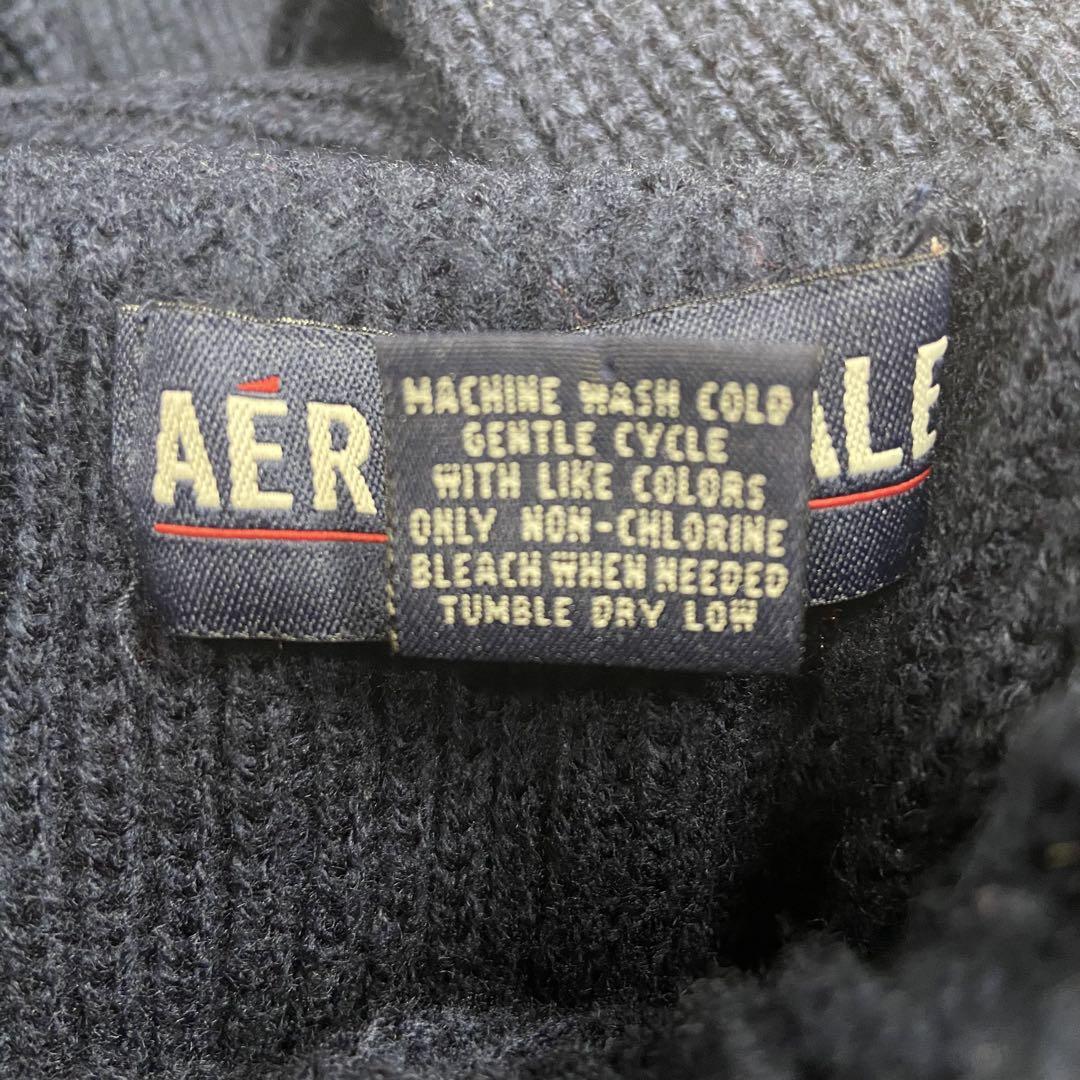 AÉR ALE
MACHINE WASH COLD
GENTLE CYCLE
WITH LIKE COLORS
ONLY NON-CHLORINE
BLEACH WHEN NEEDED
TUMBLE DRY LOW